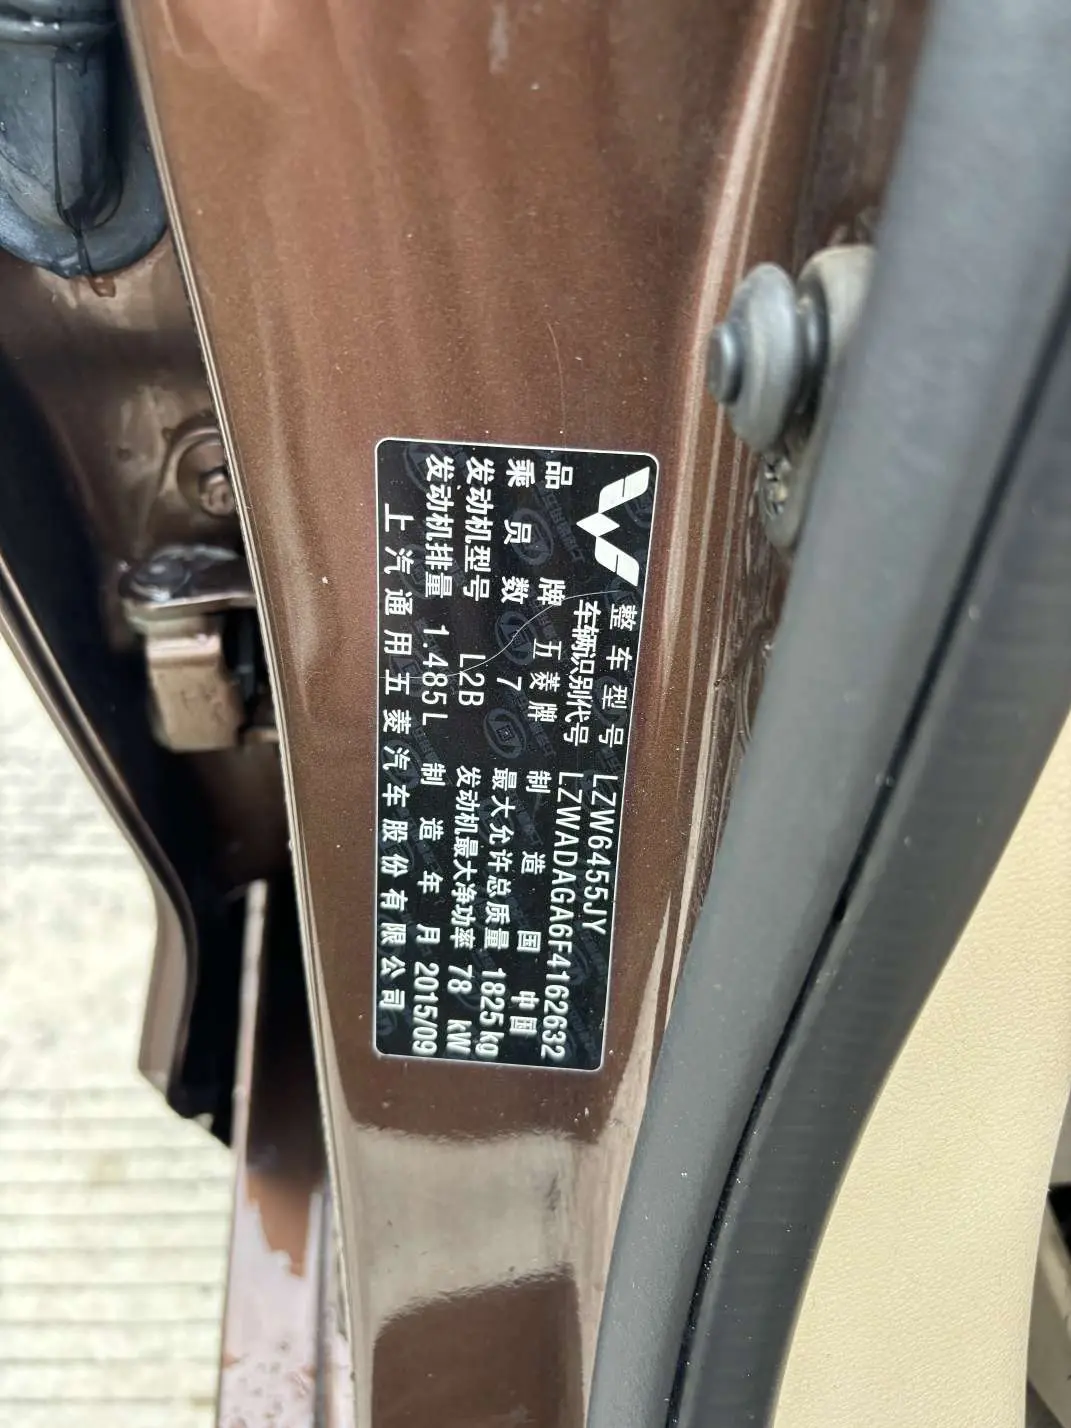 整车型号 LZW6455JY
车辆识别代号 LZWADAGA6F4162632
品牌 五菱牌 制造国 中国
乘员数 7 最大允许总质量 1825kg
发动机型号 L2B 发动机最大净功率 78 kW
发动机排量 1.485L 制造年月 2015/09
上汽通用五菱汽车股份有限公司